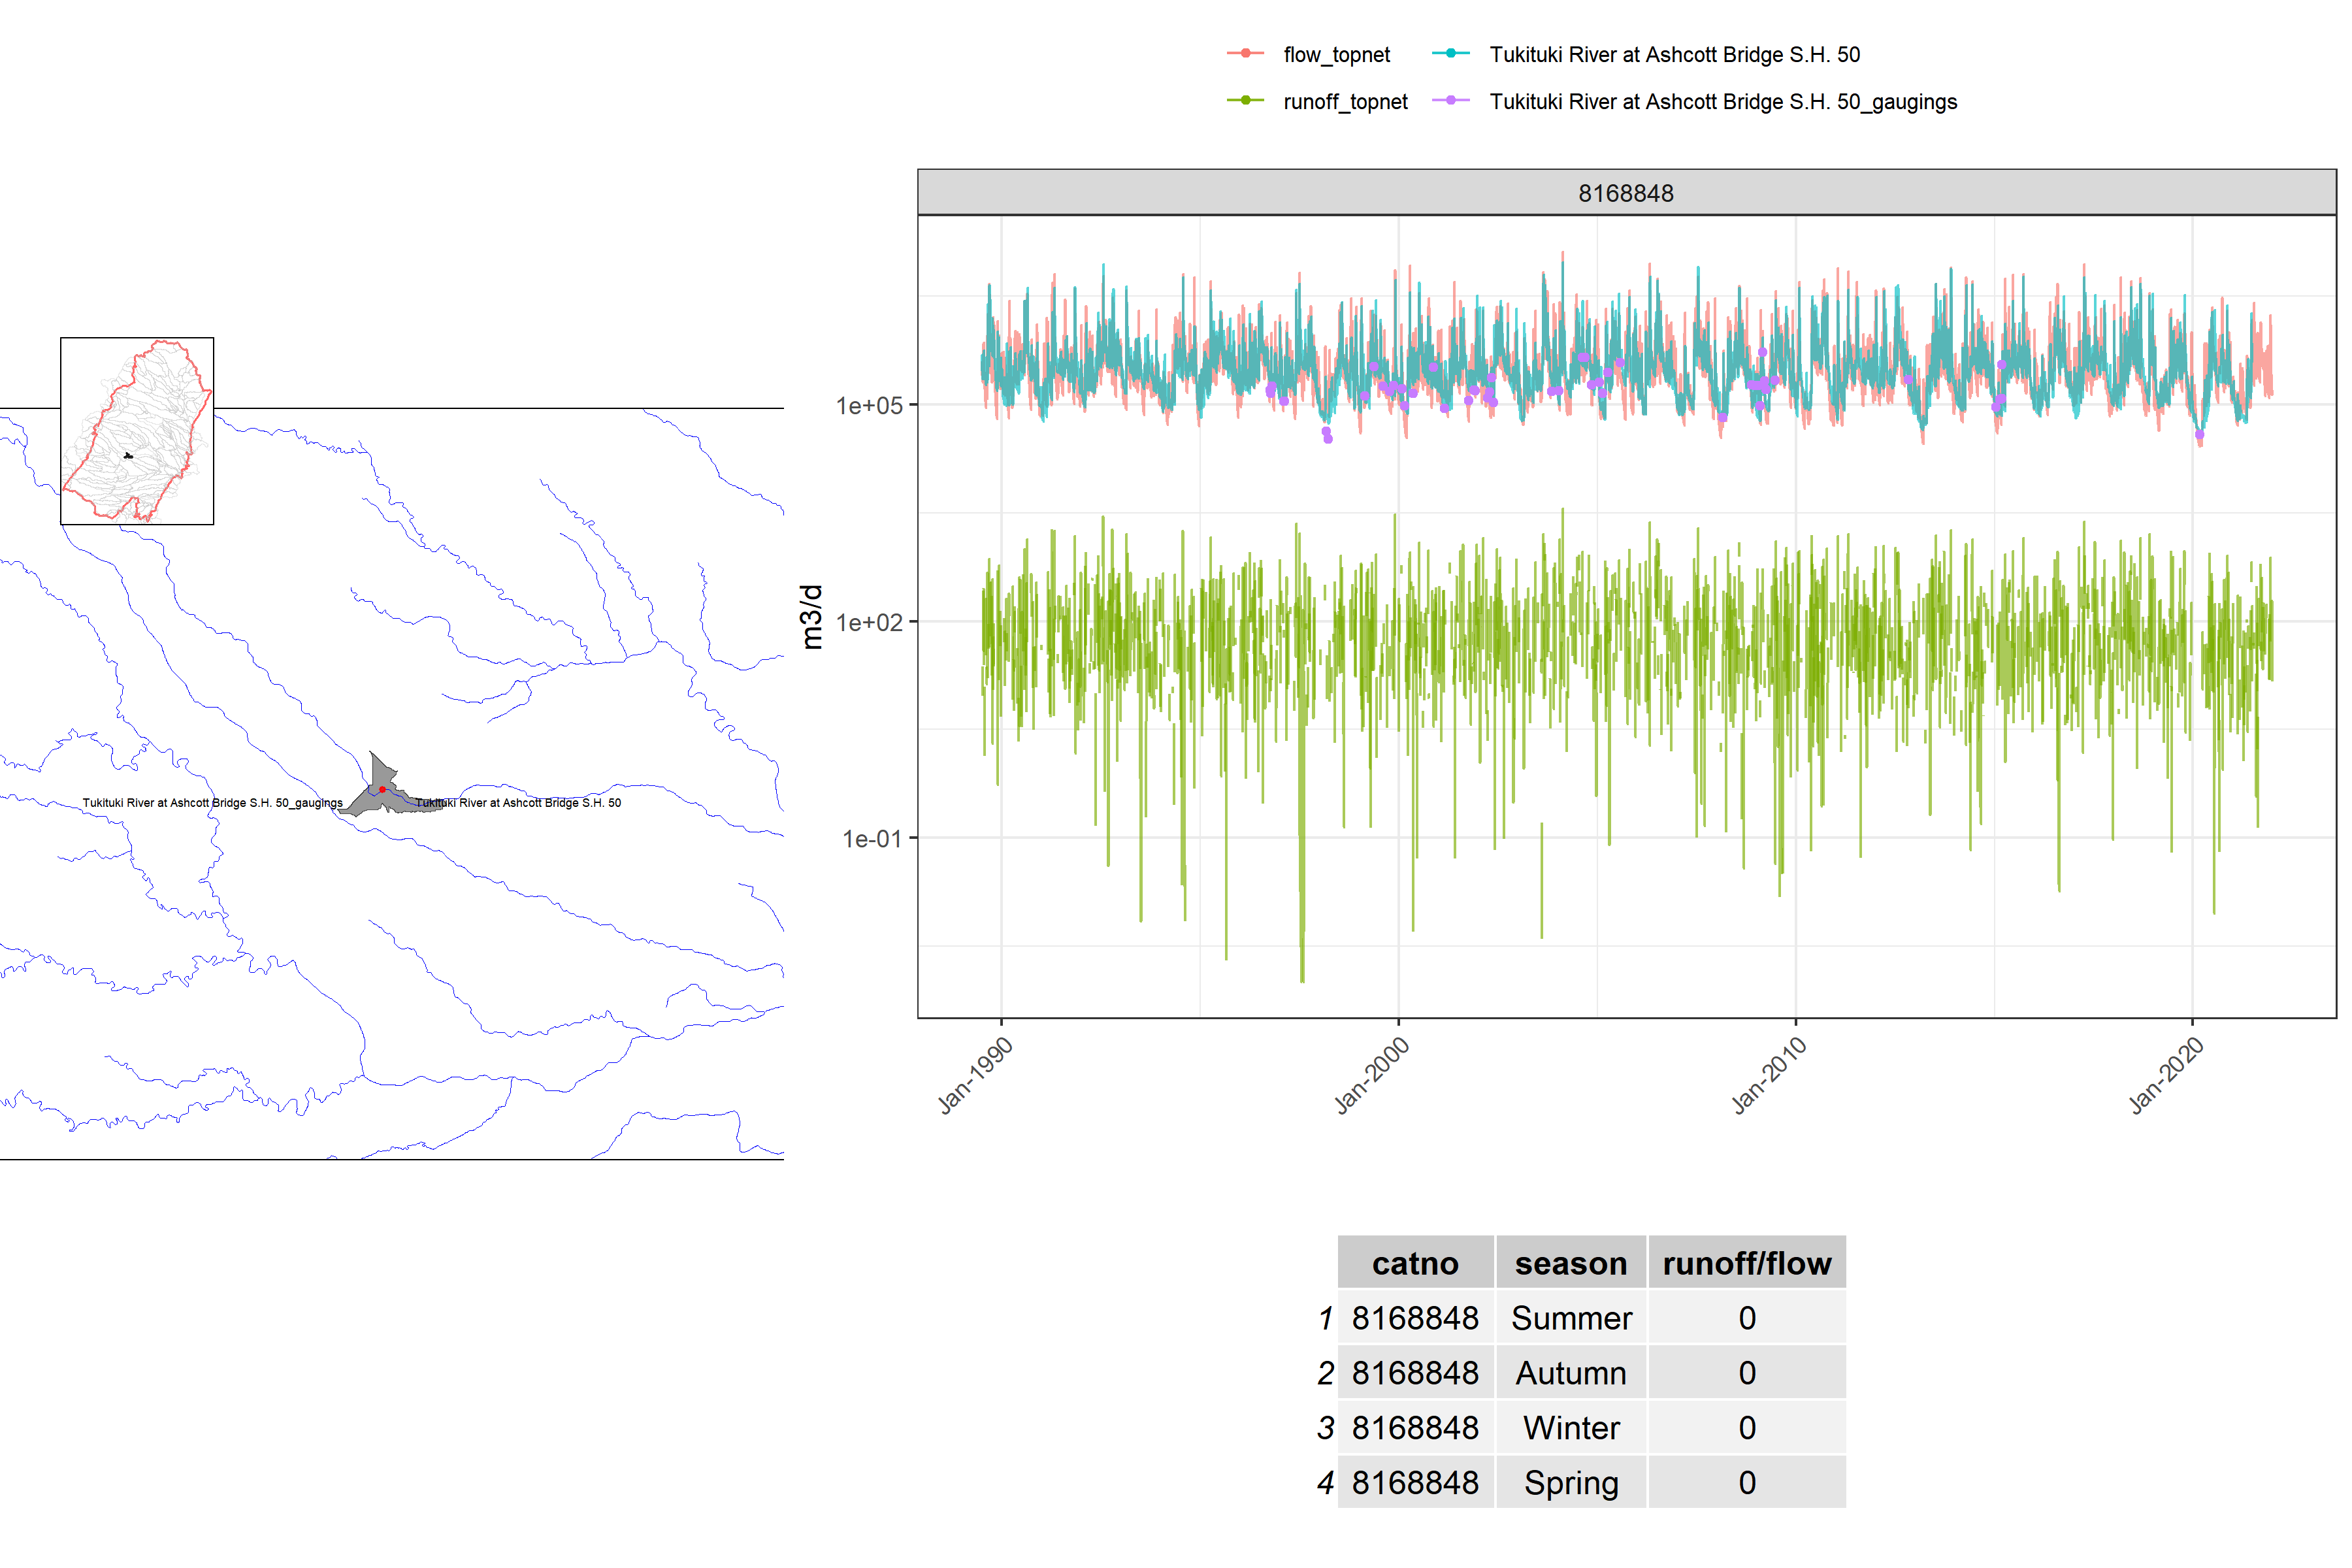 flow_topnet Tukituki River at Ashcott Bridge S.H. 50
runoff_topnet Tukituki River at Ashcott Bridge S.H. 50_gaugings
8168848
1e+05
1e+02
1e-01
m3/d
Jan-1990 Jan-2000 Jan-2010 Jan-2020
Tukituki River at Ashcott Bridge S.H. 50_gaugings Tukituki River at Ashcott Bridge S.H. 50
catno season runoff/flow
1 8168848 Summer 0
2 8168848 Autumn 0
3 8168848 Winter 0
4 8168848 Spring 0